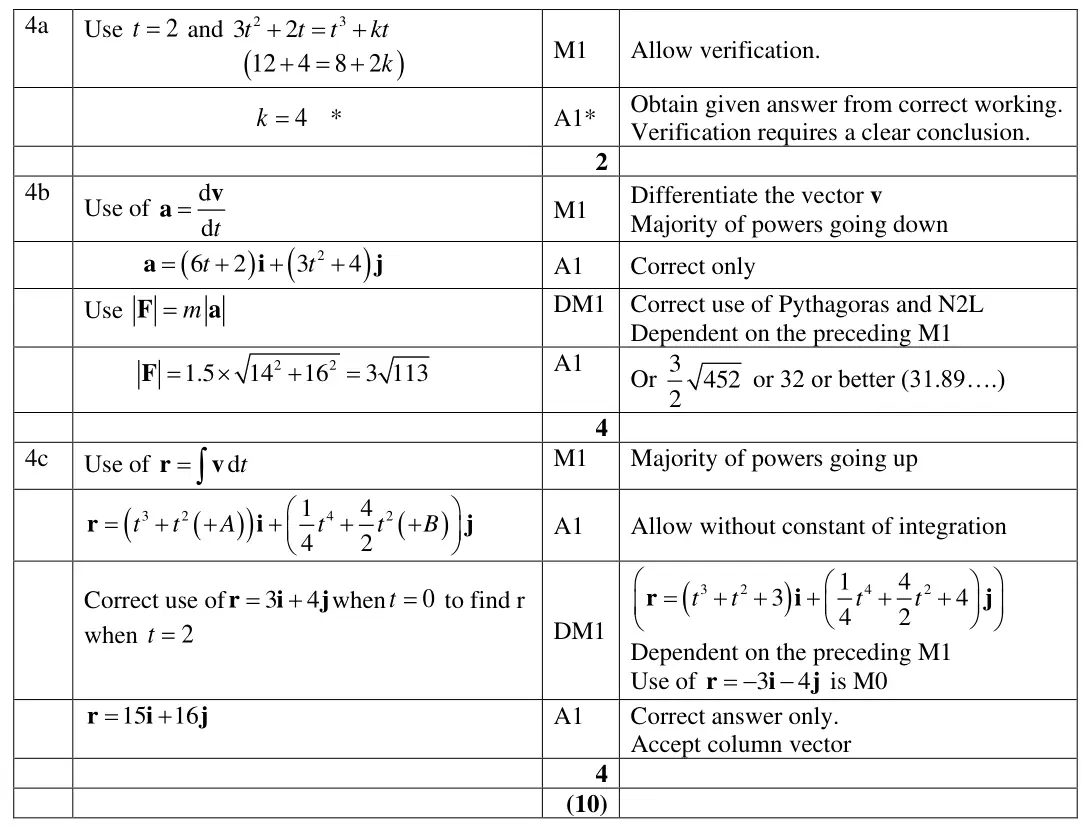 4a Use t = 2 and 3t² + 2t = t³ + kt
(12 + 4 = 8 + 2k)
M1 Allow verification.
k = 4 *
A1* Obtain given answer from correct working.
Verification requires a clear conclusion.
2
4b Use of a = dv/dt
M1 Differentiate the vector v
Majority of powers going down
a = (6t + 2)i + (3t² + 4)j
A1 Correct only
Use |F| = m|a|
DM1 Correct use of Pythagoras and N2L
Dependent on the preceding M1
|F| = 1.5 × √(14² + 16²) = 3√113
A1 Or 3/2 √452 or 32 or better (31.89….)
4
4c Use of r = ∫ v dt
M1 Majority of powers going up
r = (t³ + t² (+A))i + (1/4 t⁴ + 4/2 t² (+B))j
A1 Allow without constant of integration
Correct use of r = 3i + 4j when t = 0 to find r
when t = 2
DM1 (r = (t³ + t² + 3)i + (1/4 t⁴ + 4/2 t² + 4)j)
Dependent on the preceding M1
Use of r = −3i − 4j is M0
r = 15i + 16j
A1 Correct answer only.
Accept column vector
4
(10)